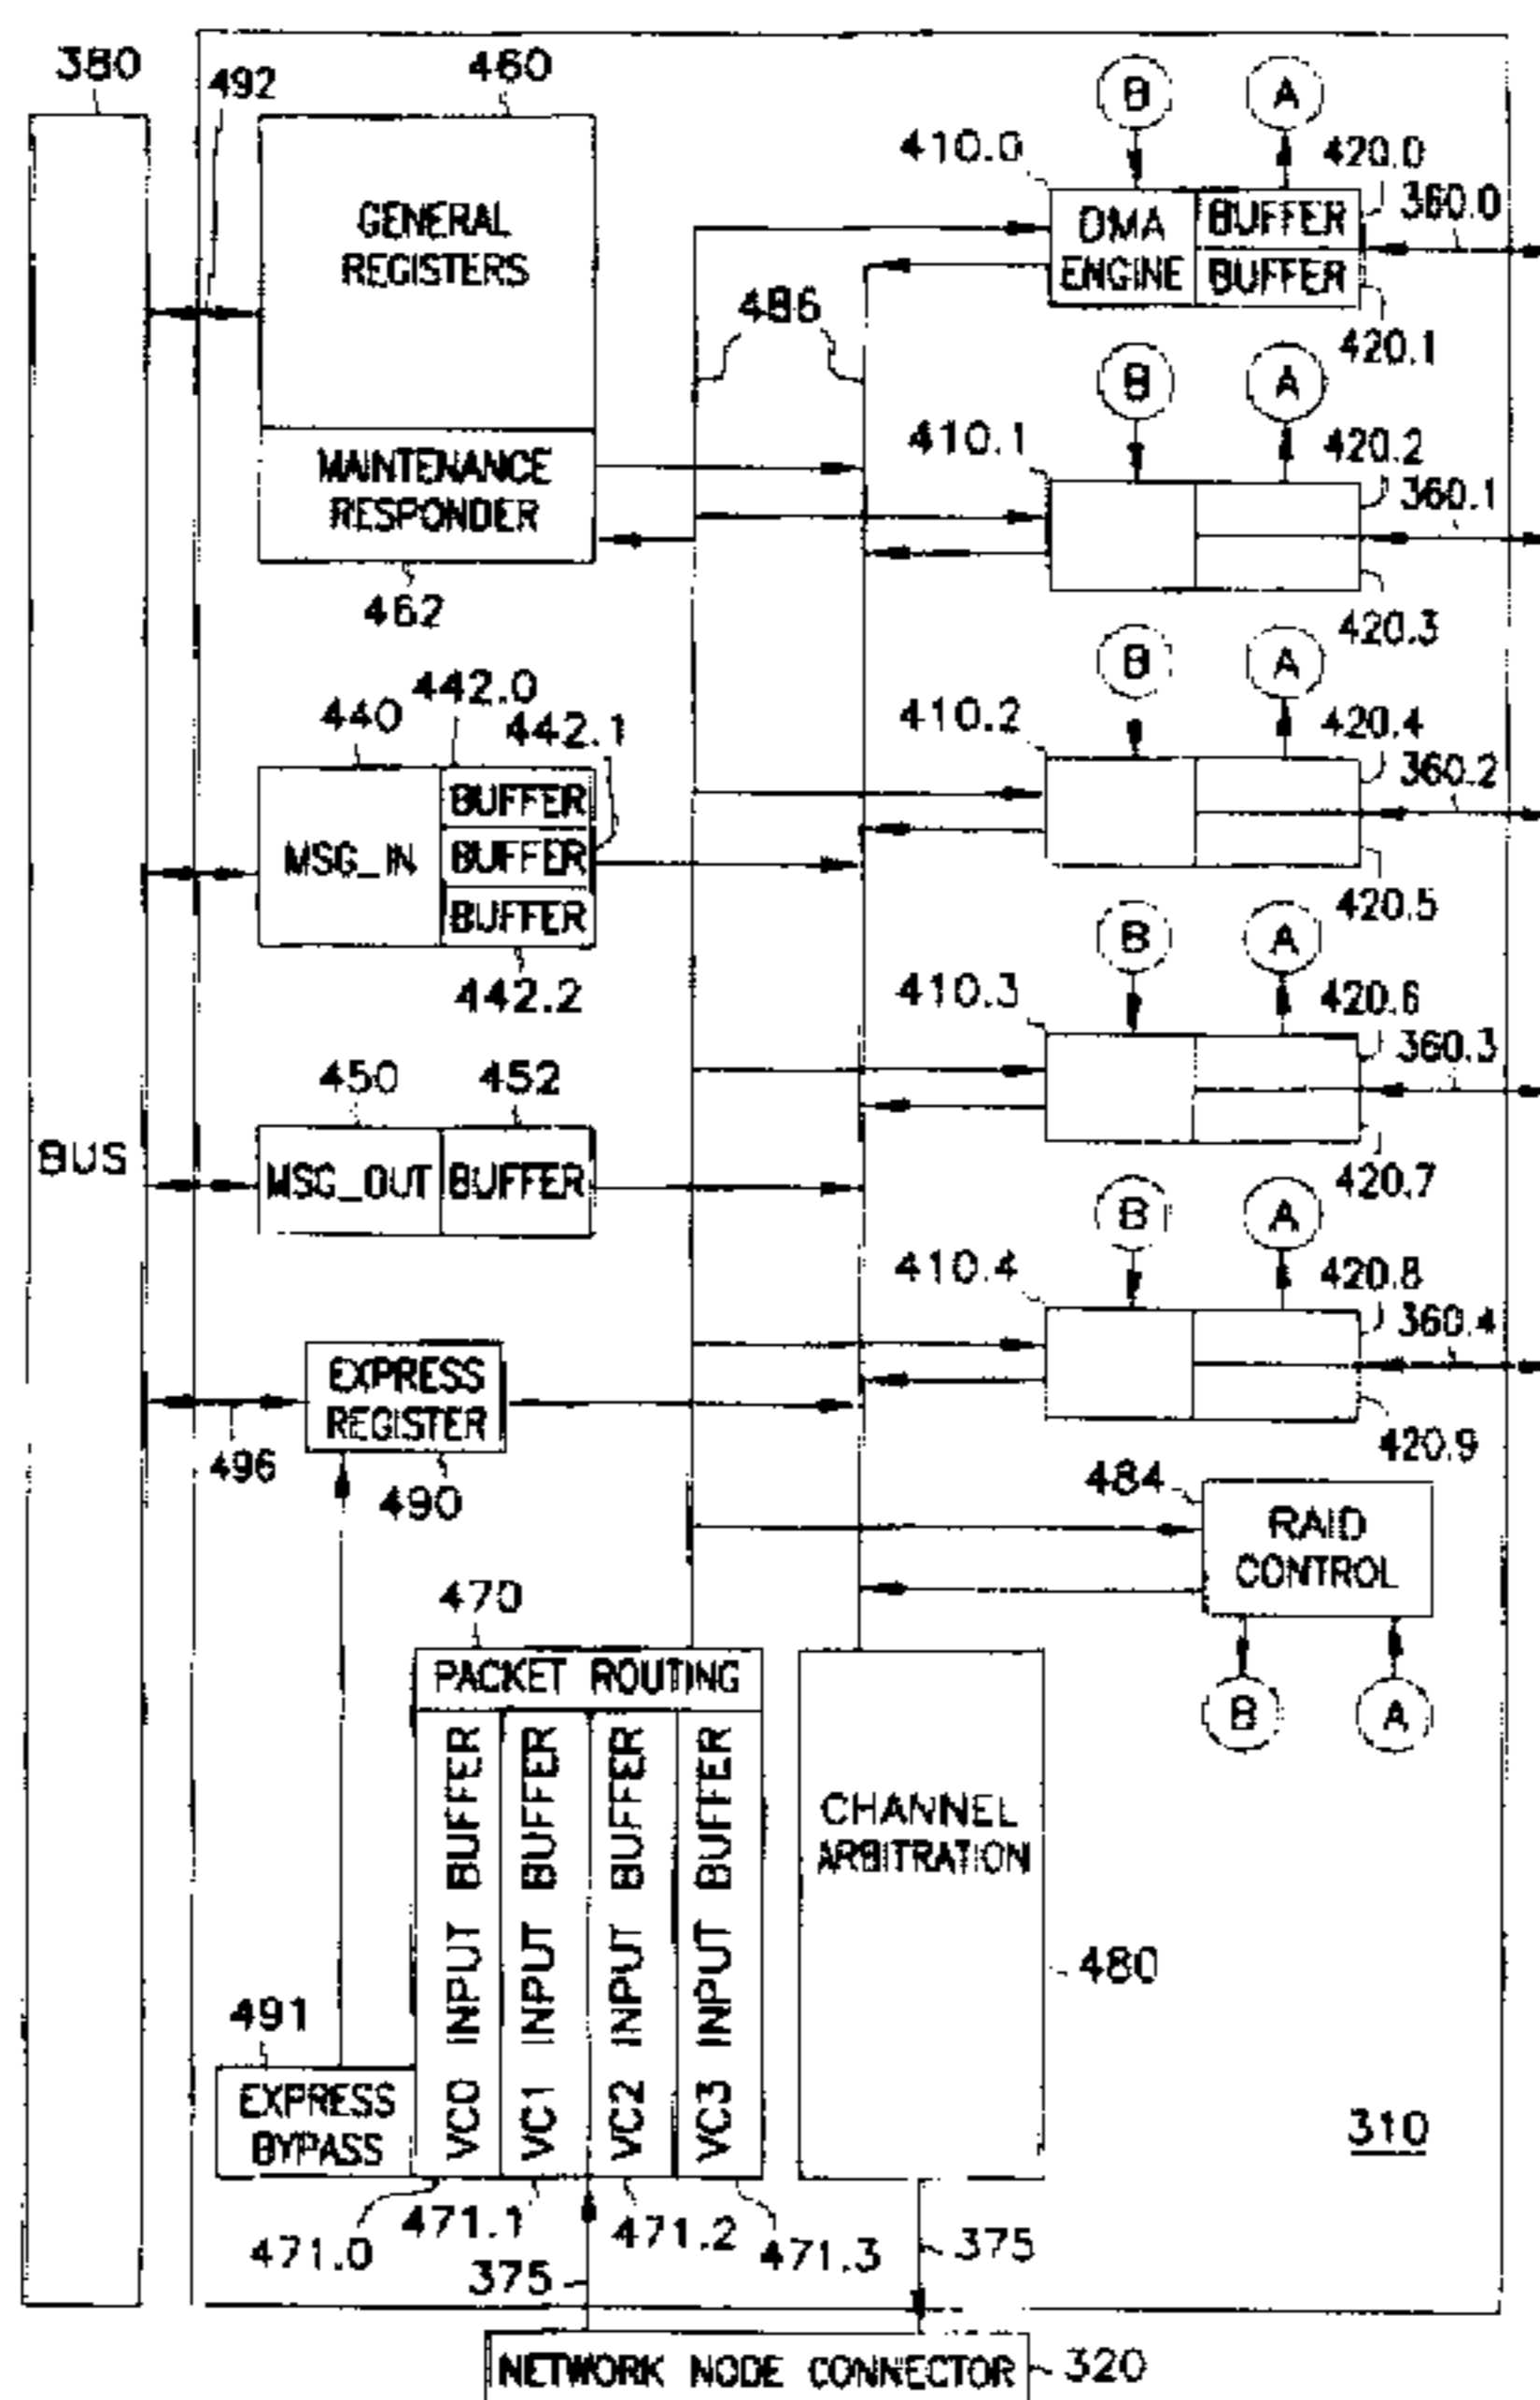 380
492
460
B
A
410.0
420.0
360.0
GENERAL
REGISTERS
DMA
ENGINE
BUFFER
BUFFER
486
420.1
B
A
410.1
420.2
360.1
MAINTENANCE
RESPONDER
462
420.3
B
A
440
442.0
442.1
410.2
420.4
360.2
MSG_IN
BUFFER
BUFFER
BUFFER
442.2
420.5
B
A
410.3
420.6
360.3
450
452
BUS
MSG_OUT
BUFFER
420.7
B
A
410.4
420.8
360.4
EXPRESS
REGISTER
496
490
420.9
484
RAID
CONTROL
B
A
470
PACKET ROUTING
VC0 INPUT BUFFER
VC1 INPUT BUFFER
VC2 INPUT BUFFER
VC3 INPUT BUFFER
CHANNEL
ARBITRATION
480
491
EXPRESS
BYPASS
310
471.0
471.1
471.2
471.3
375
375
NETWORK NODE CONNECTOR
320